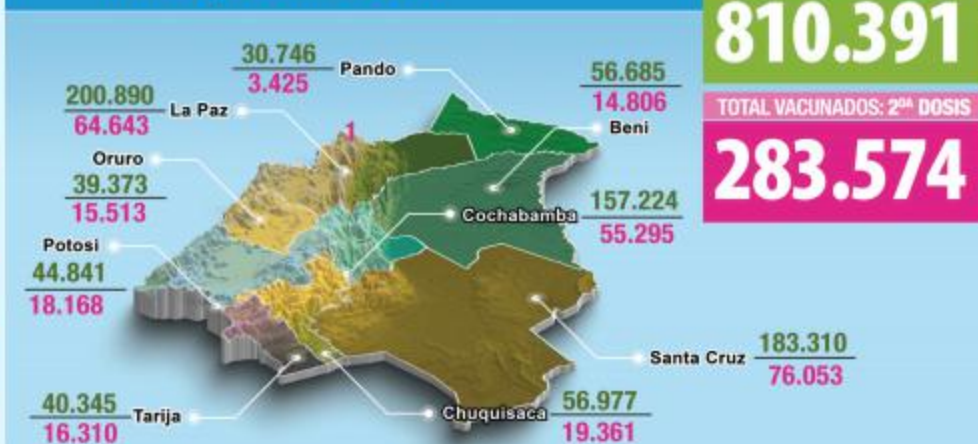 810.391
TOTAL VACUNADOS: 2DA DOSIS
283.574
30.746
3.425
Pando
56.685
14.806
Beni
200.890
64.643
La Paz
1
Oruro
39.373
15.513
Cochabamba
157.224
55.295
Potosi
44.841
18.168
Santa Cruz
183.310
76.053
40.345
16.310
Tarija
Chuquisaca
56.977
19.361